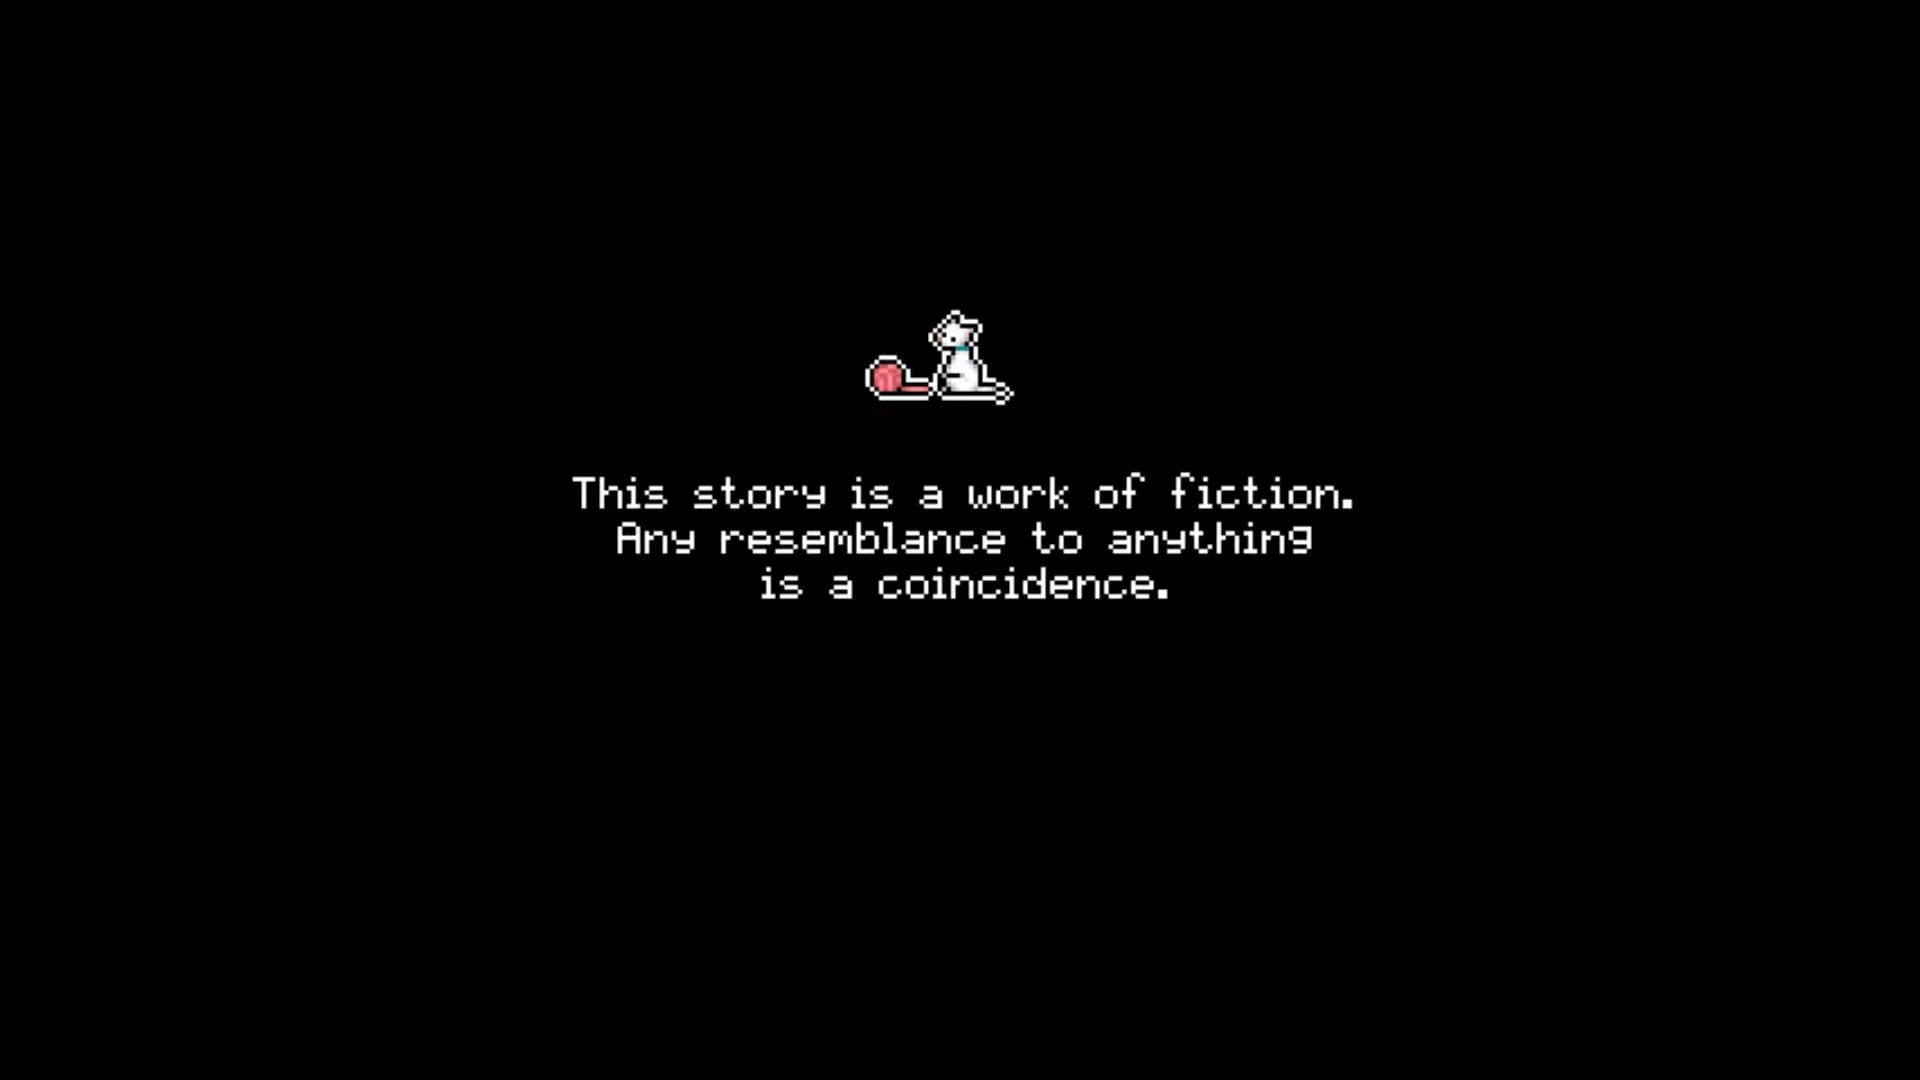 This story is a work of fiction.
Any resemblance to anything
is a coincidence.